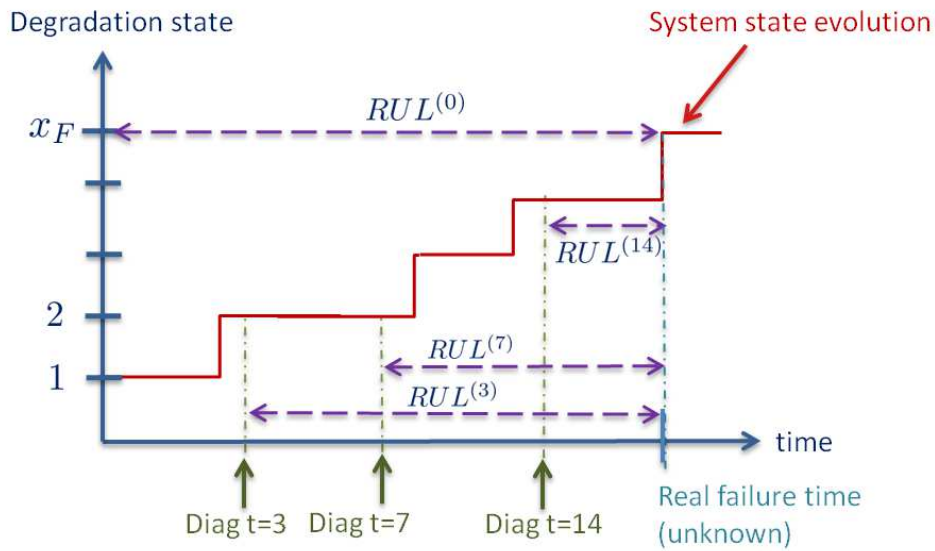 Degradation state
System state evolution
x_F
RUL^{(0)}
RUL^{(14)}
2
RUL^{(7)}
1
RUL^{(3)}
time
Diag t=3
Diag t=7
Diag t=14
Real failure time
(unknown)